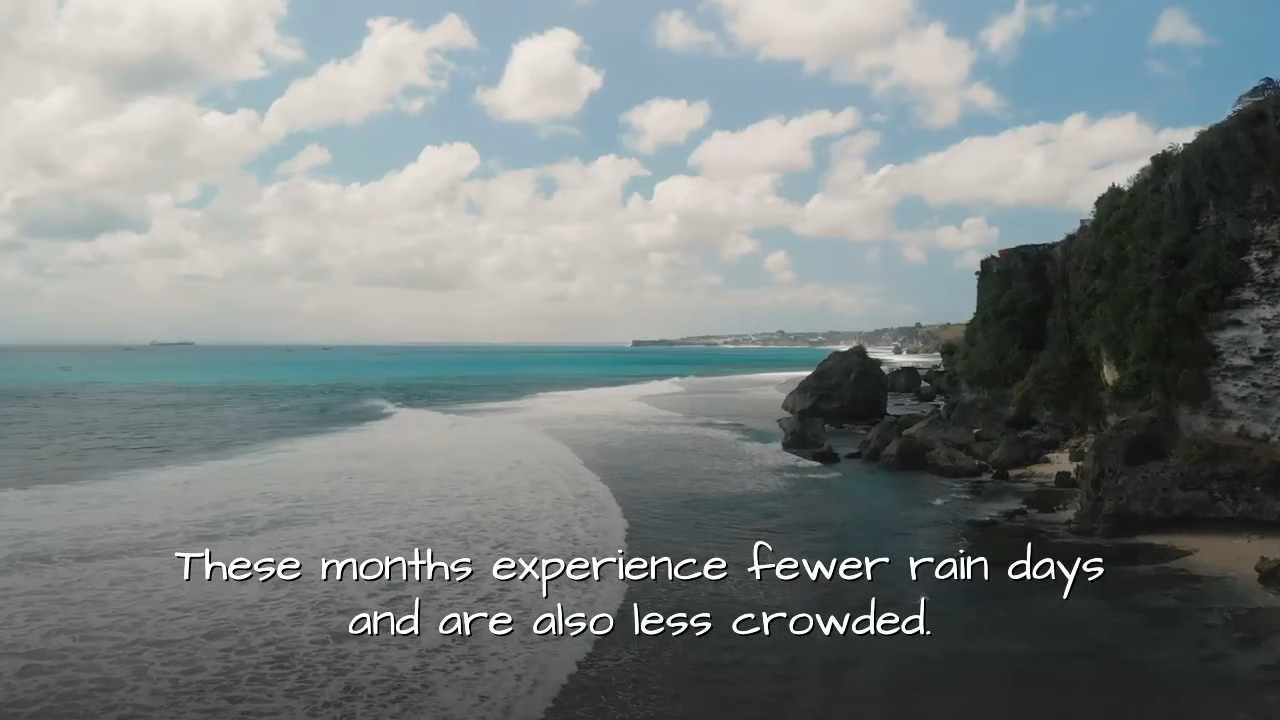 These months experience fewer rain days
and are also less crowded.